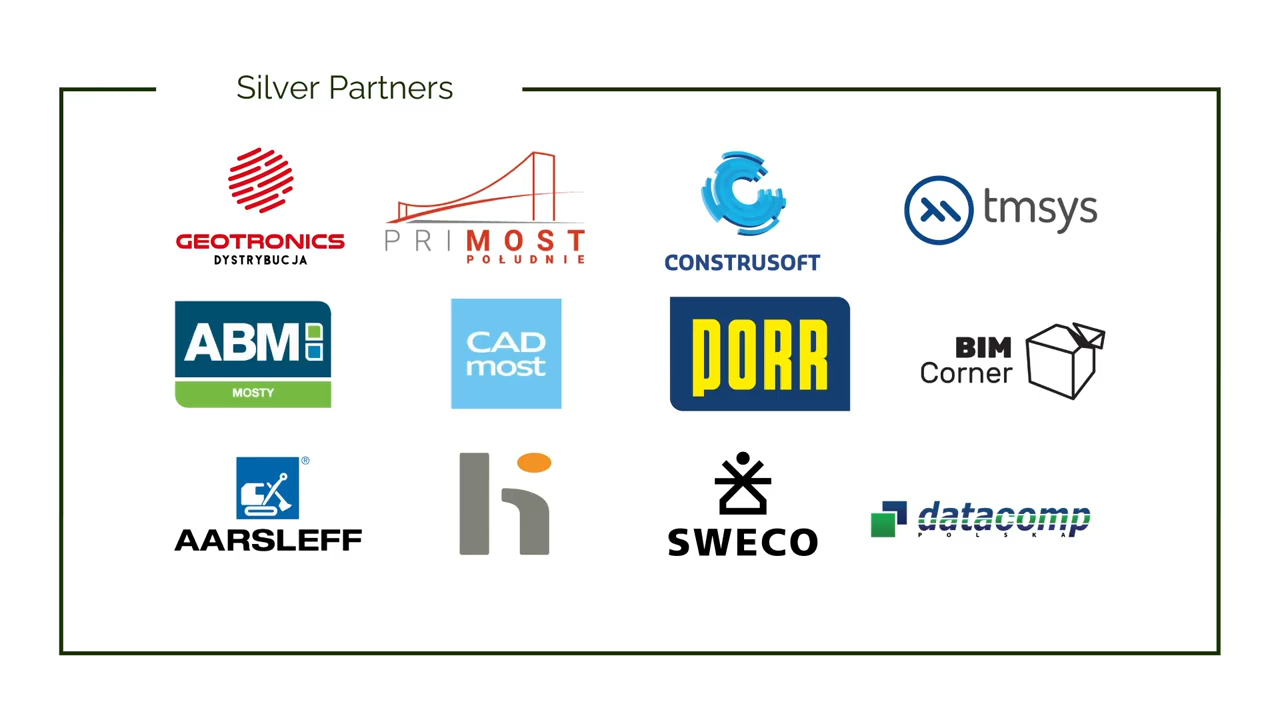 Silver Partners
GEOTRONICS
DYSTRYBUCJA
PRIMOST
POŁUDNIE
CONSTRUSOFT
tmsys
ABM
MOSTY
CAD
most
PORR
BIM
Corner
®
AARSLEFF
hi
SWECO
datacomp
POLSKA